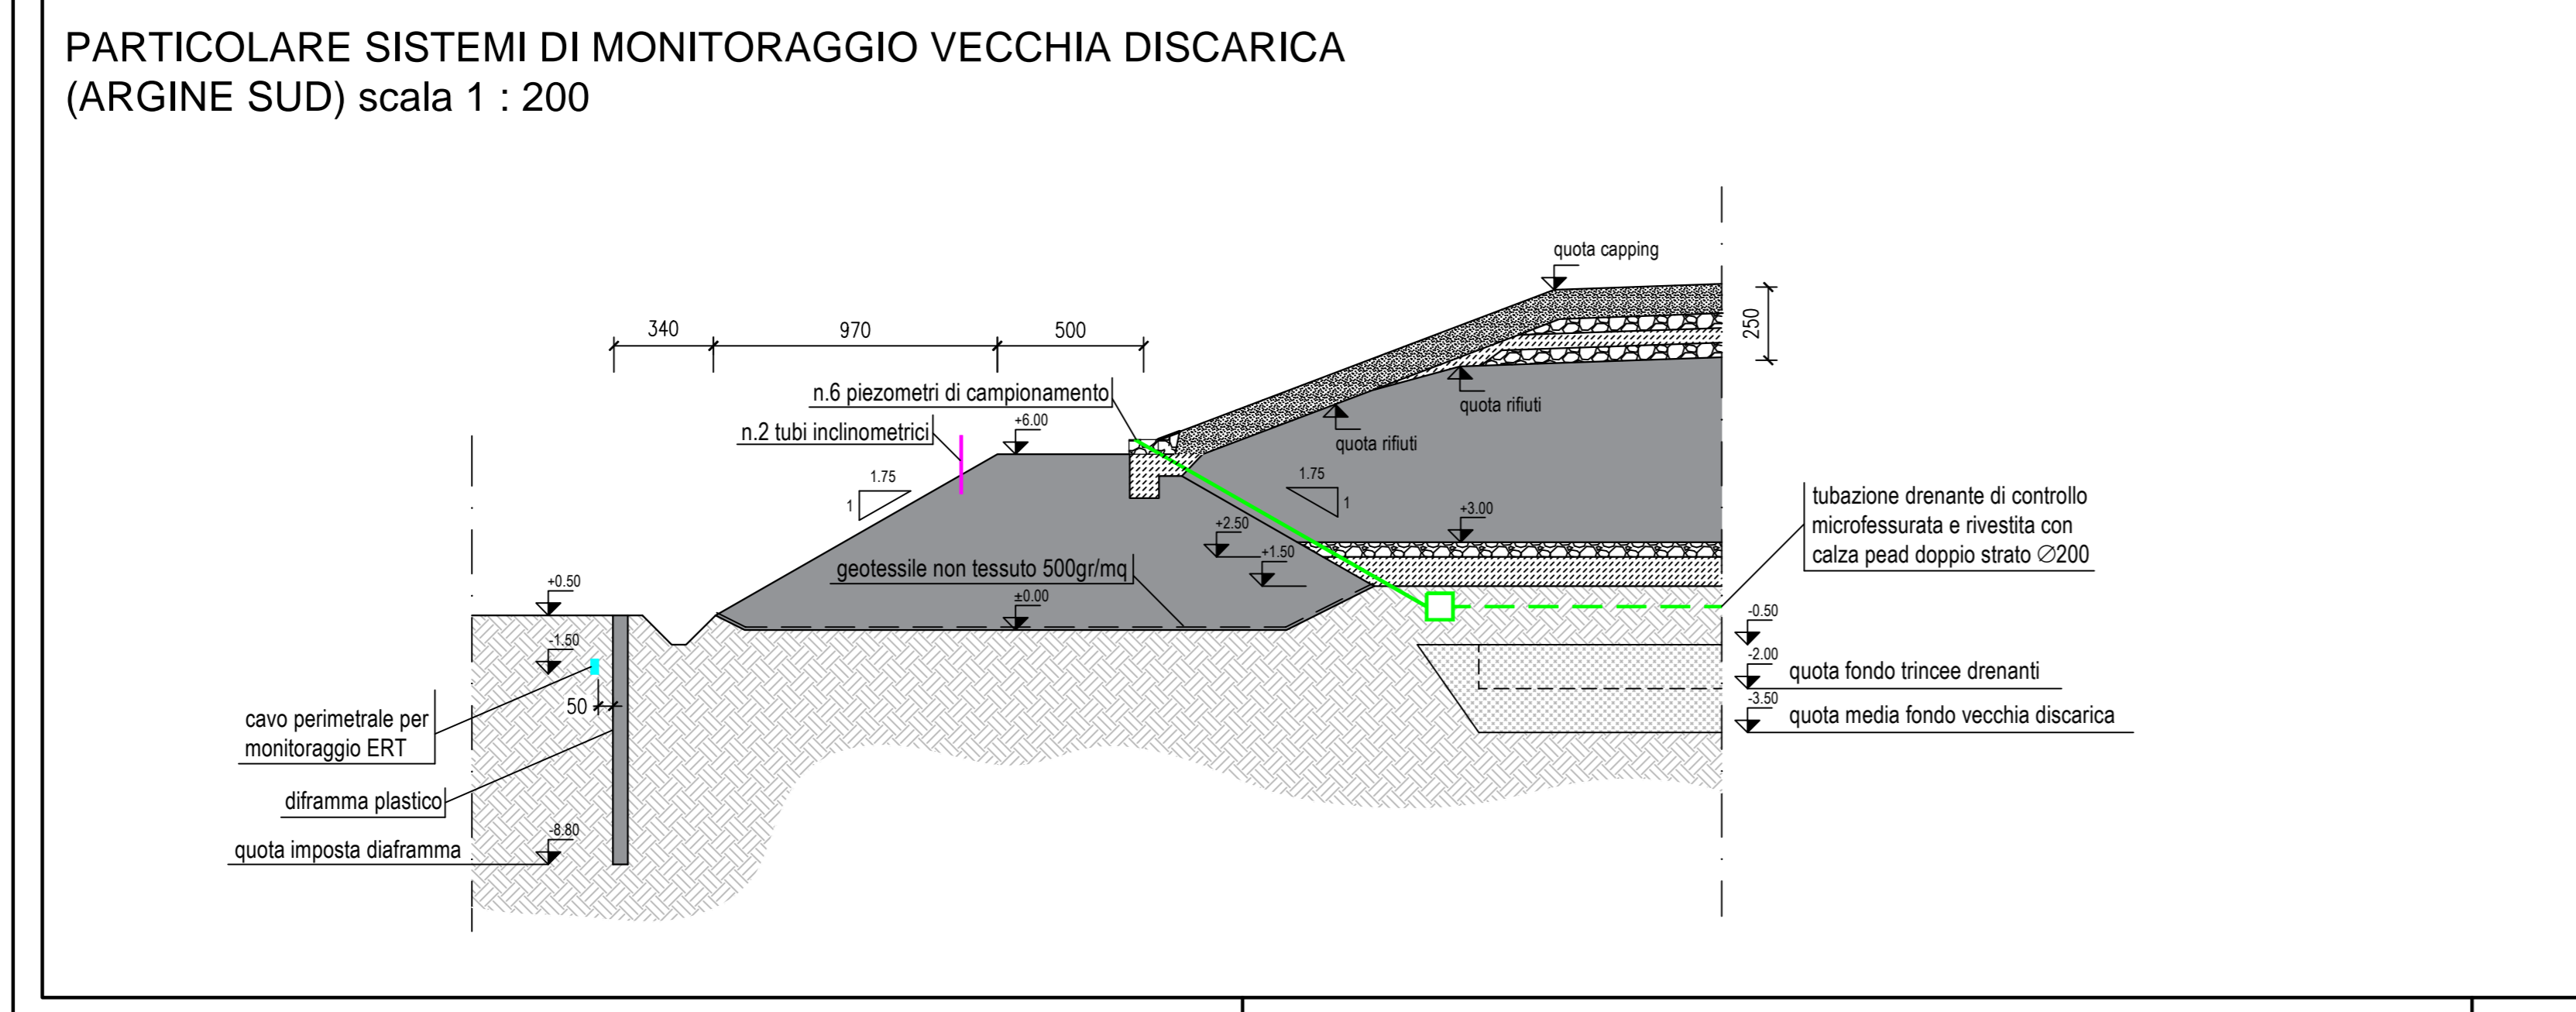 PARTICOLARE SISTEMI DI MONITORAGGIO VECCHIA DISCARICA
(ARGINE SUD) scala 1 : 200
quota capping
340
970
500
250
n.6 piezometri di campionamento
n.2 tubi inclinometrici
+6.00
quota rifiuti
quota rifiuti
1.75
1
1.75
1
+3.00
+2.50
+1.50
tubazione drenante di controllo
microfessurata e rivestita con
calza pead doppio strato ∅200
geotessile non tessuto 500gr/mq
+0.50
±0.00
-0.50
-1.50
-2.00
quota fondo trincee drenanti
-3.50
quota media fondo vecchia discarica
50
cavo perimetrale per
monitoraggio ERT
diframma plastico
-8.80
quota imposta diaframma